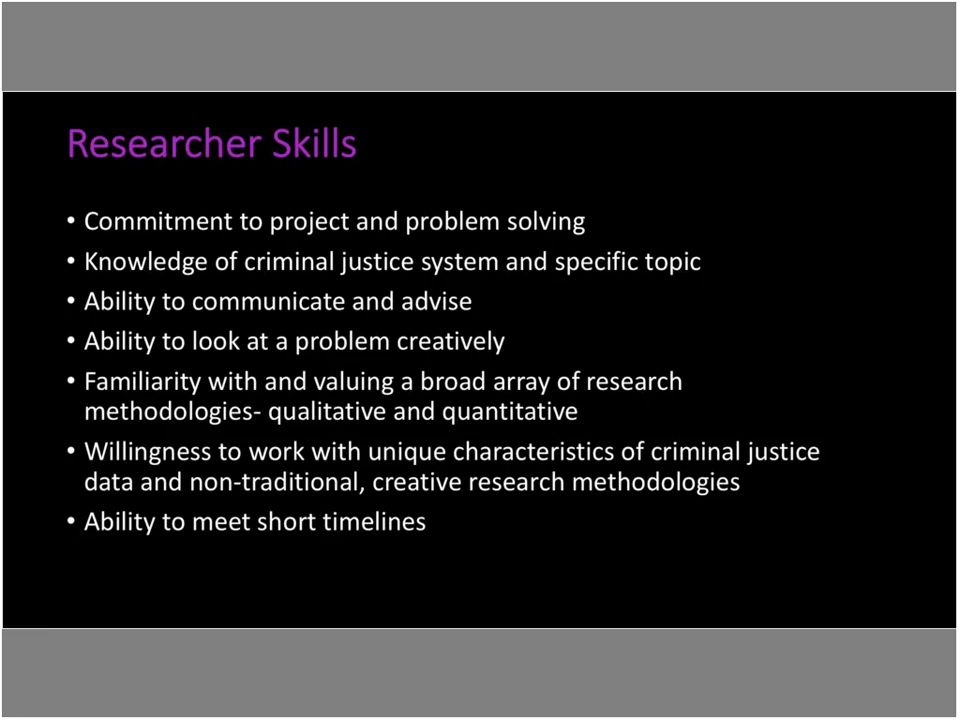 Researcher Skills
• Commitment to project and problem solving
• Knowledge of criminal justice system and specific topic
• Ability to communicate and advise
• Ability to look at a problem creatively
• Familiarity with and valuing a broad array of research
methodologies- qualitative and quantitative
• Willingness to work with unique characteristics of criminal justice
data and non-traditional, creative research methodologies
• Ability to meet short timelines